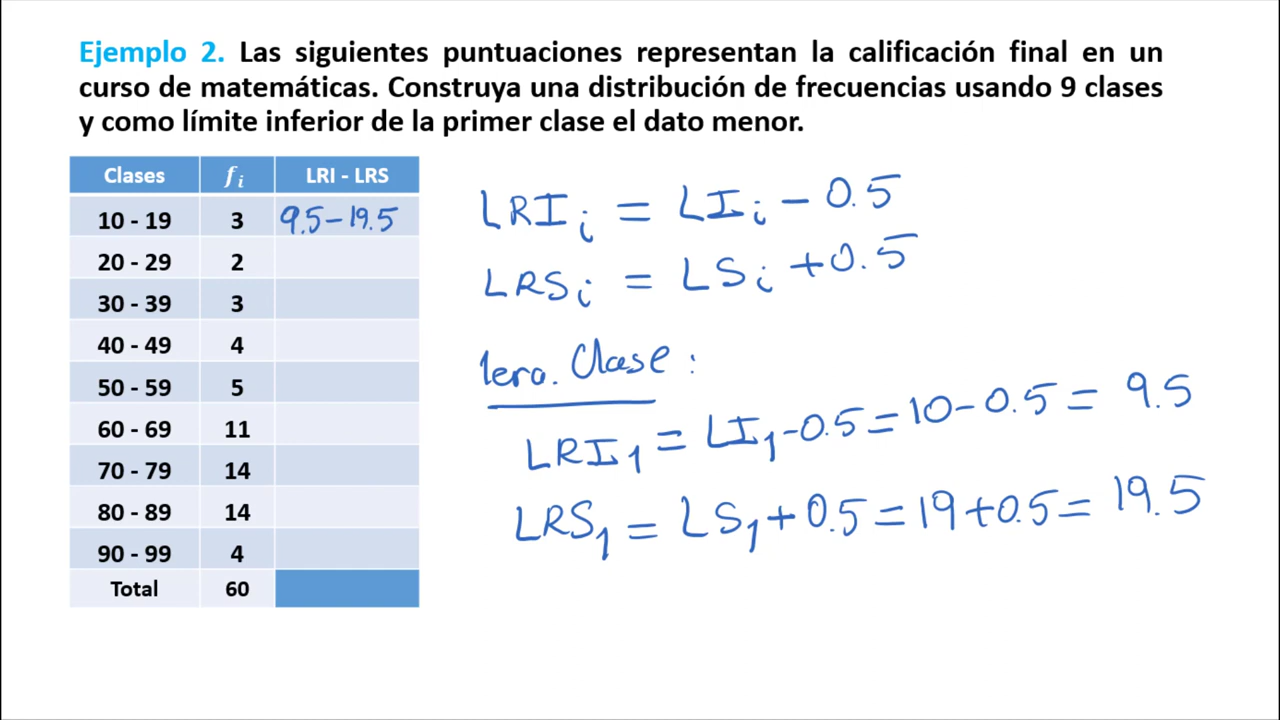 Ejemplo 2. Las siguientes puntuaciones representan la calificación final en un
curso de matemáticas. Construya una distribución de frecuencias usando 9 clases
y como límite inferior de la primer clase el dato menor.
Clases fi LRI - LRS
10 - 19 3 9.5-19.5
20 - 29 2
30 - 39 3
40 - 49 4
50 - 59 5
60 - 69 11
70 - 79 14
80 - 89 14
90 - 99 4
Total 60
LRIi = LIi - 0.5
LRSi = LSi +0.5
1era. Clase :
LRI1 = LI1-0.5 = 10-0.5 = 9.5
LRS1 = LS1+0.5 = 19+0.5 = 19.5